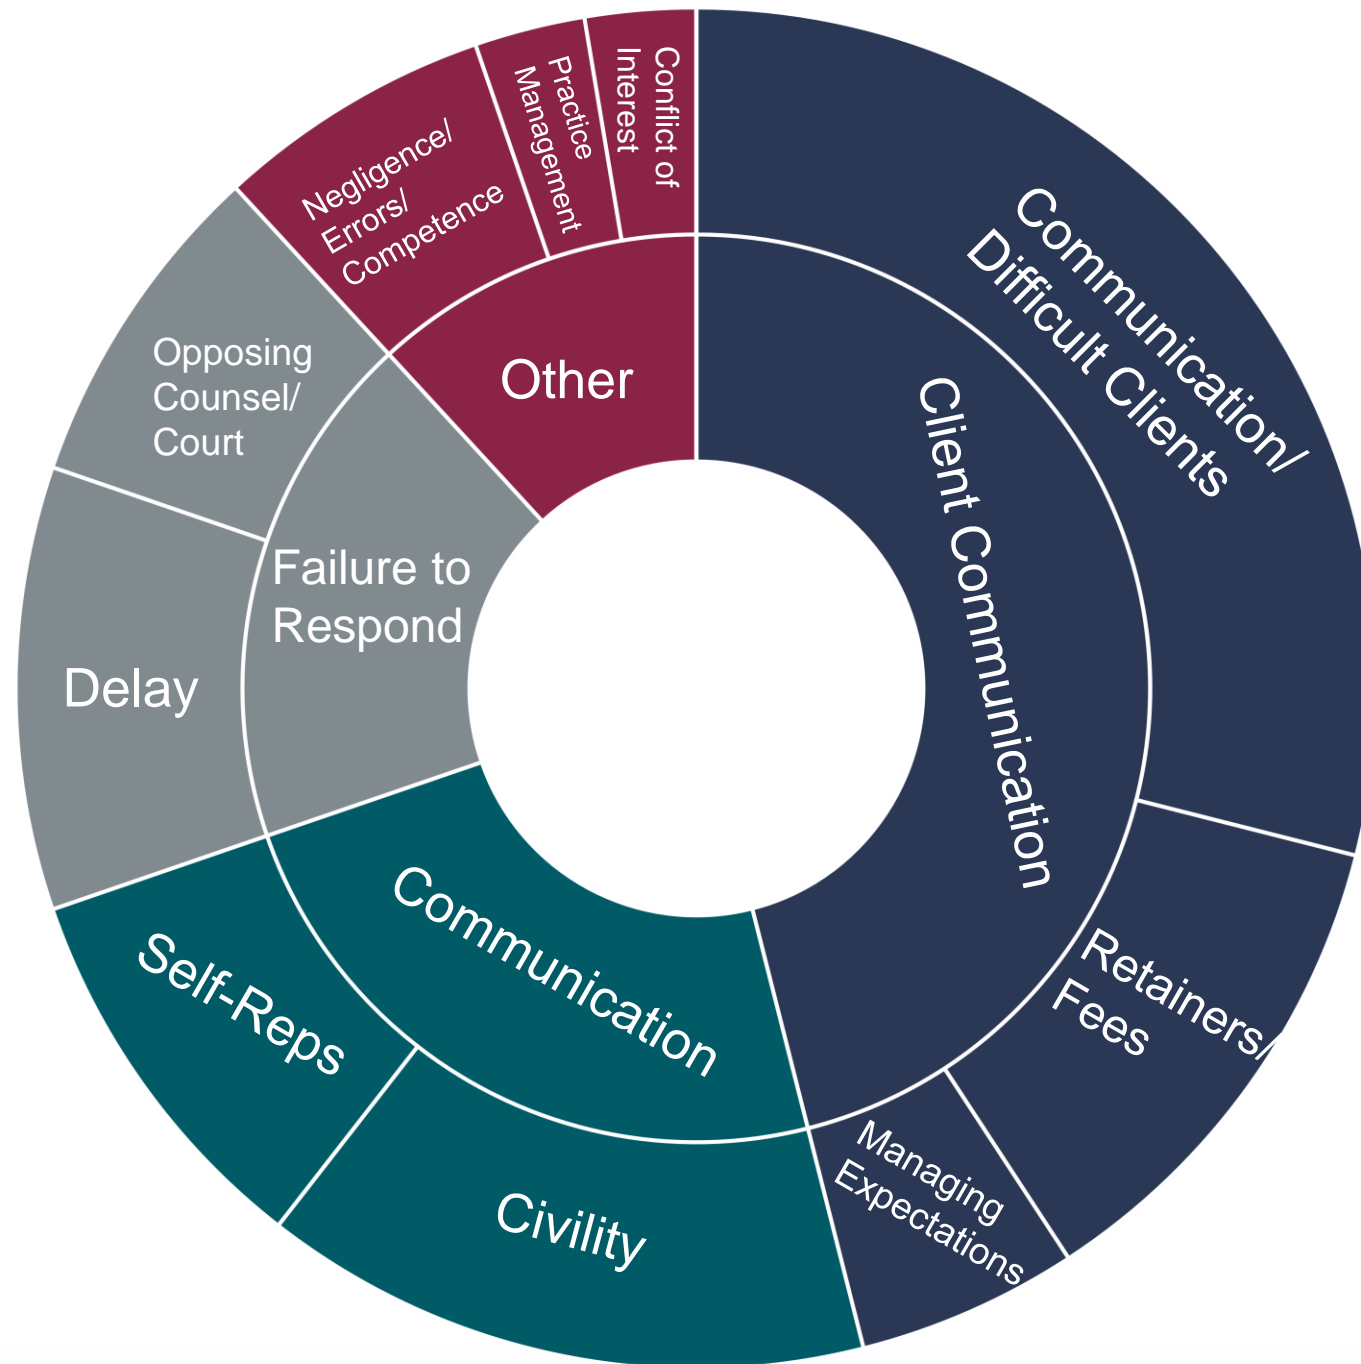 Communication/
Difficult Clients
Client Communication
Retainers/
Fees
Managing
Expectations
Communication
Civility
Self-Reps
Failure to
Respond
Delay
Opposing
Counsel/
Court
Other
Negligence/
Errors/
Competence
Practice
Management
Conflict of
Interest